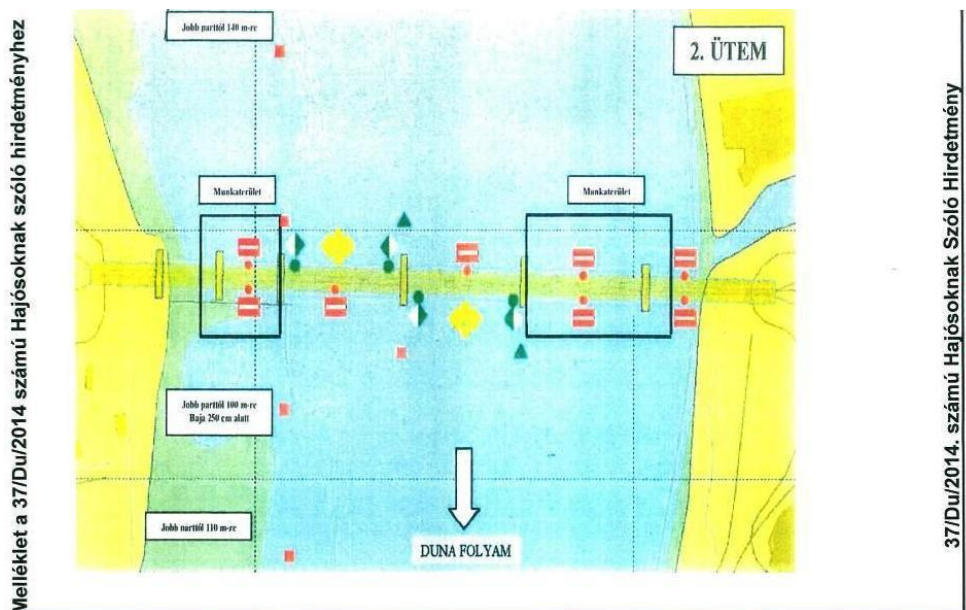 Melléklet a 37/Du/2014 számú Hajósoknak szóló hirdetményhez
Jobb parttól 140 m-re
2. ÜTEM
Munkaterület
Munkaterület
Jobb parttól 100 m-re
Baja 250 cm alatt
Jobb parttól 110 m-re
DUNA FOLYAM
37/Du/2014. számú Hajósoknak Szóló Hirdetmény